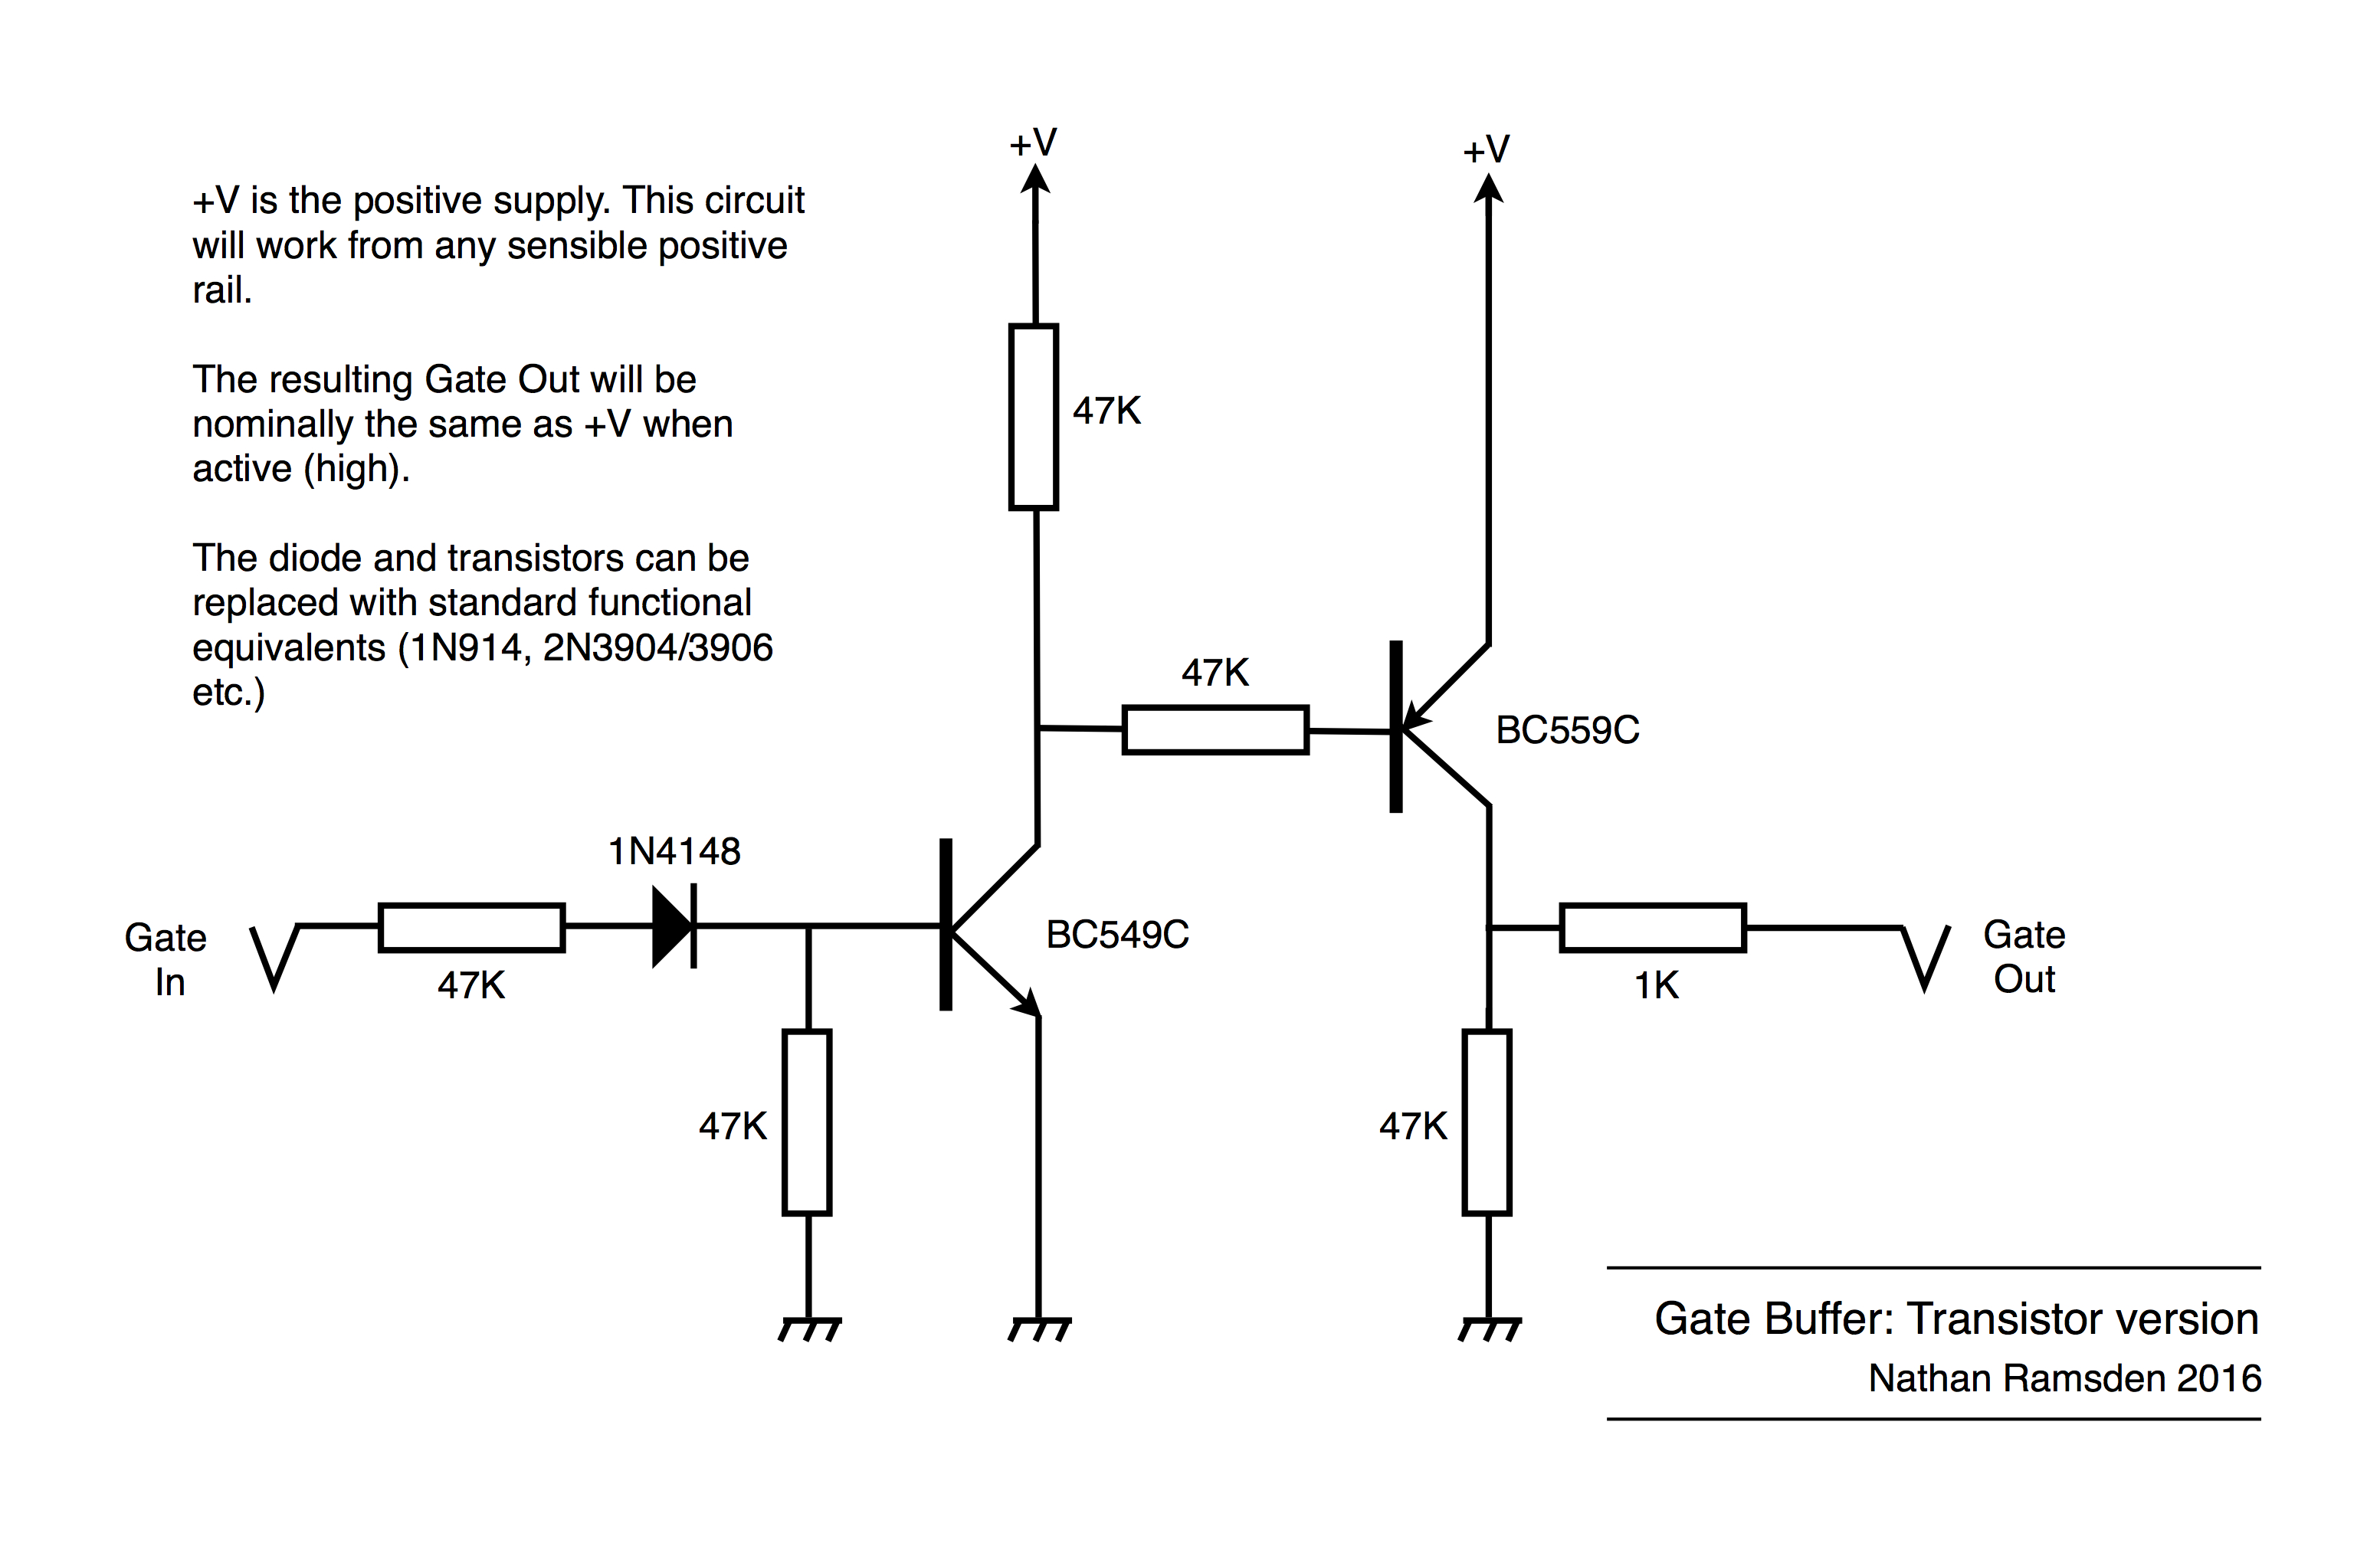 +V is the positive supply. This circuit
will work from any sensible positive
rail.
The resulting Gate Out will be
nominally the same as +V when
active (high).
The diode and transistors can be
replaced with standard functional
equivalents (1N914, 2N3904/3906
etc.)
+V
+V
47K
47K
BC559C
1N4148
Gate
In
47K
BC549C
47K
47K
1K
Gate
Out
Gate Buffer: Transistor version
Nathan Ramsden 2016